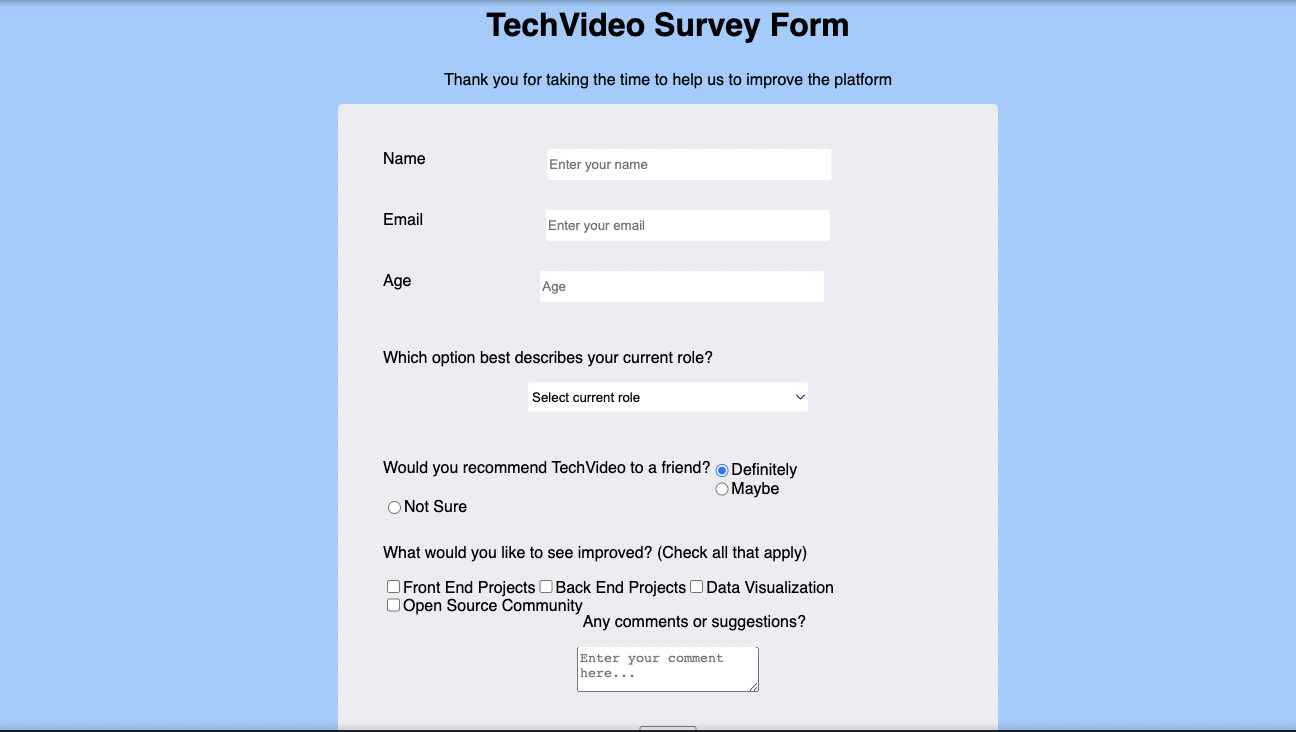 TechVideo Survey Form
Thank you for taking the time to help us to improve the platform
Name
Enter your name
Email
Enter your email
Age
Age
Which option best describes your current role?
Select current role
Would you recommend TechVideo to a friend? Definitely
Maybe
Not Sure
What would you like to see improved? (Check all that apply)
Front End Projects Back End Projects Data Visualization
Open Source Community
Any comments or suggestions?
Enter your comment
here...